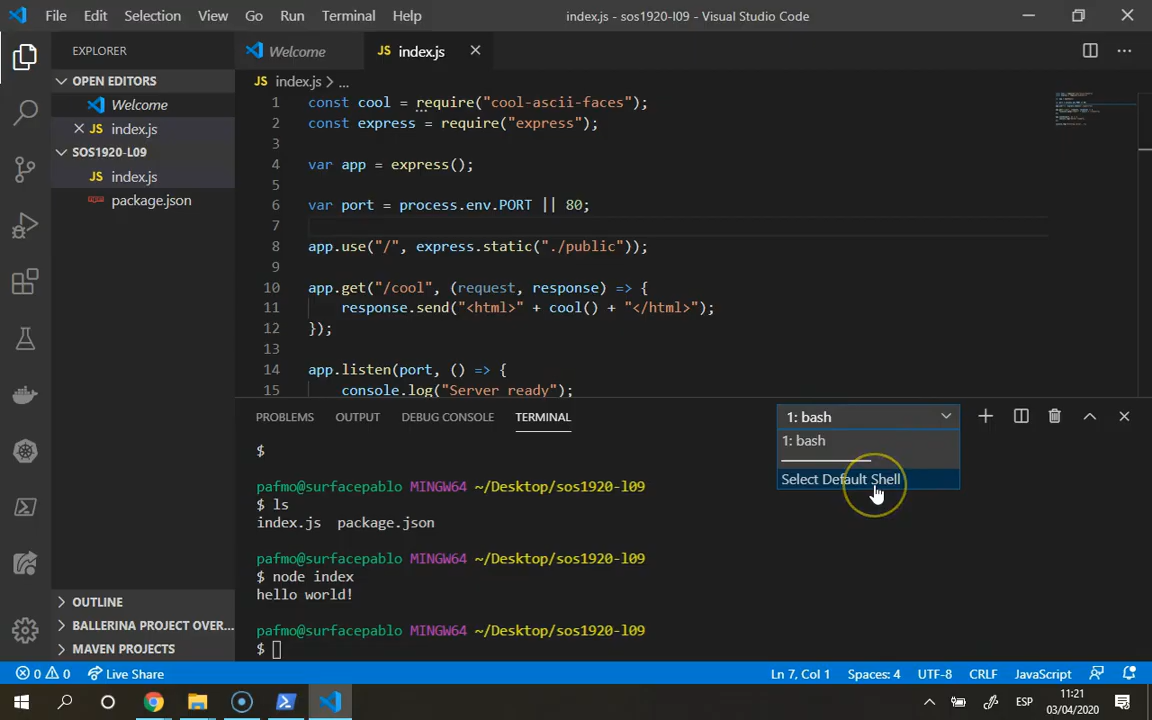 File Edit Selection View Go Run Terminal Help index.js - sos1920-l09 - Visual Studio Code
EXPLORER
OPEN EDITORS
Welcome
JS index.js
SOS1920-L09
JS index.js
package.json
OUTLINE
BALLERINA PROJECT OVER...
MAVEN PROJECTS
Welcome JS index.js
JS index.js > ...
1 const cool = require("cool-ascii-faces");
2 const express = require("express");
3
4 var app = express();
5
6 var port = process.env.PORT || 80;
7
8 app.use("/", express.static("./public"));
9
10 app.get("/cool", (request, response) => {
11 response.send("<html>" + cool() + "</html>");
12 });
13
14 app.listen(port, () => {
15 console.log("Server ready");
PROBLEMS OUTPUT DEBUG CONSOLE TERMINAL
1: bash
1: bash
Select Default Shell
$
pafmo@surfacepablo MINGW64 ~/Desktop/sos1920-l09
$ ls
index.js package.json
pafmo@surfacepablo MINGW64 ~/Desktop/sos1920-l09
$ node index
hello world!
pafmo@surfacepablo MINGW64 ~/Desktop/sos1920-l09
$
0 0 Live Share Ln 7, Col 1 Spaces: 4 UTF-8 CRLF JavaScript
ESP 11:21
03/04/2020